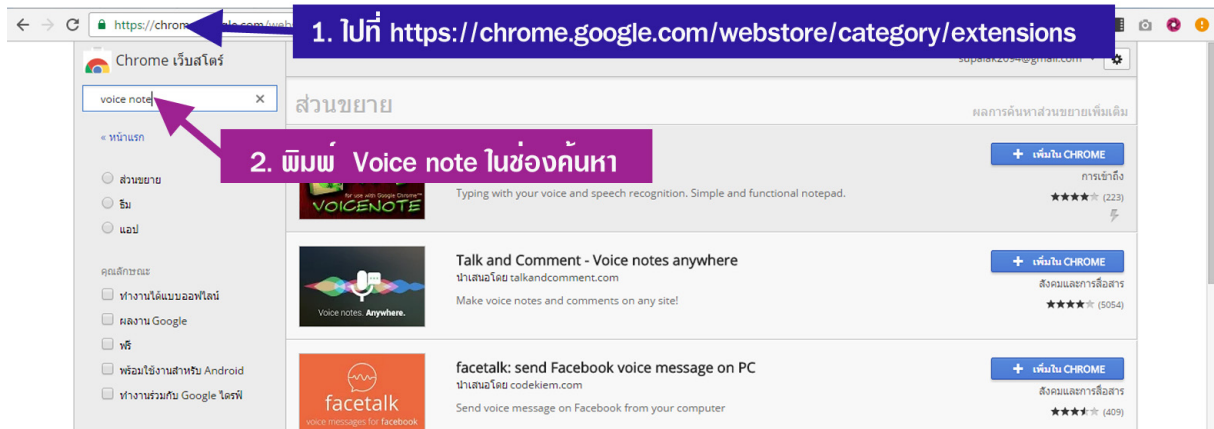 https://chrome.google.com/we
1. ไปที่ https://chrome.google.com/webstore/category/extensions
Chrome เว็บสโตร์
supalak2094@gmail.com
voice note
ส่วนขยาย
ผลการค้นหาส่วนขยายเพิ่มเติม
« หน้าแรก
2. พิมพ์ Voice note ในช่องค้นหา
ส่วนขยาย
ธีม
แอป
for use with Google Chrome™
VOICENOTE
Typing with your voice and speech recognition. Simple and functional notepad.
+ เพิ่มใน CHROME
การเข้าถึง
(223)
คุณลักษณะ
ทำงานได้แบบออฟไลน์
ผลงาน Google
ฟรี
พร้อมใช้งานสำหรับ Android
ทำงานร่วมกับ Google ไดรฟ์
Voice notes. Anywhere.
Talk and Comment - Voice notes anywhere
นำเสนอโดย talkandcomment.com
Make voice notes and comments on any site!
+ เพิ่มใน CHROME
สังคมและการสื่อสาร
(5054)
facetalk
voice messages for facebook
facetalk: send Facebook voice message on PC
นำเสนอโดย codekiem.com
Send voice message on Facebook from your computer
+ เพิ่มใน CHROME
สังคมและการสื่อสาร
(409)